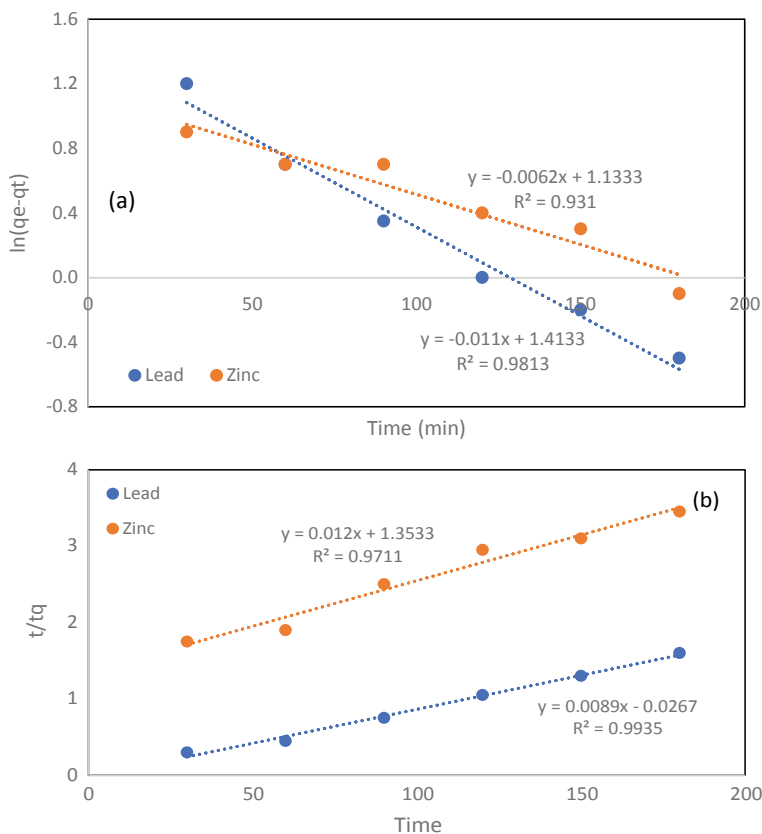 1.6
1.2
0.8
0.4
0.0
-0.4
-0.8
ln(qe-qt)
(a)
y = -0.0062x + 1.1333
R² = 0.931
0
50
100
150
200
y = -0.011x + 1.4133
R² = 0.9813
Lead
Zinc
Time (min)
4
3
2
1
0
t/tq
Lead
Zinc
(b)
y = 0.012x + 1.3533
R² = 0.9711
y = 0.0089x - 0.0267
R² = 0.9935
0
50
100
150
200
Time